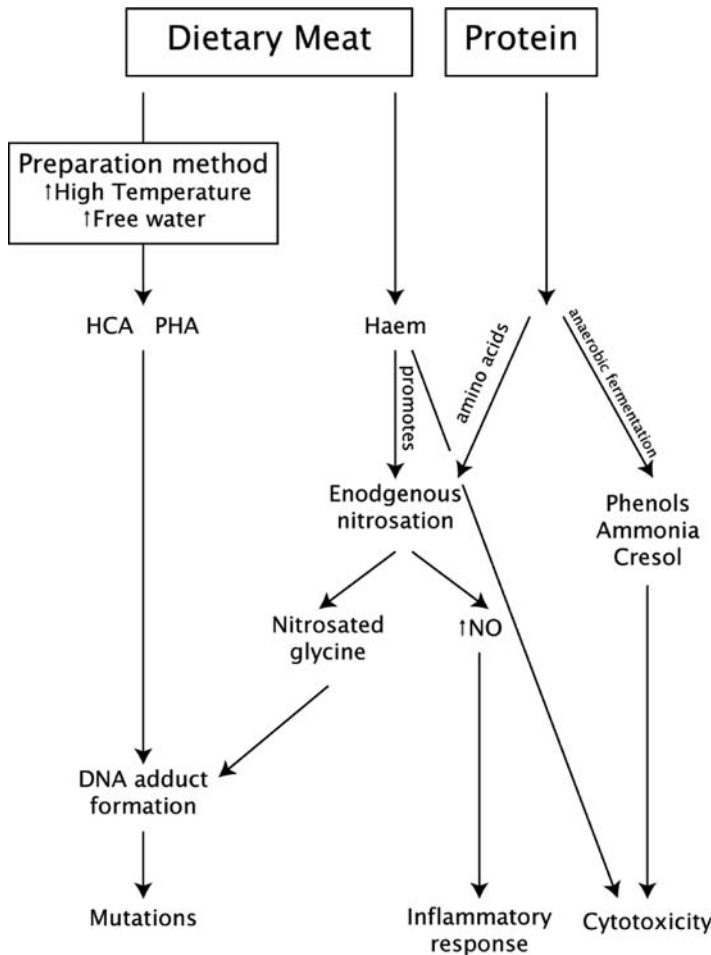 Dietary Meat
Protein
Preparation method
↑High Temperature
↑Free water
HCA PHA
Haem
promotes
amino acids
anaerobic fermentation
Enodgenous
nitrosation
Phenols
Ammonia
Cresol
Nitrosated
glycine
↑NO
DNA adduct
formation
Mutations
Inflammatory
response
Cytotoxicity